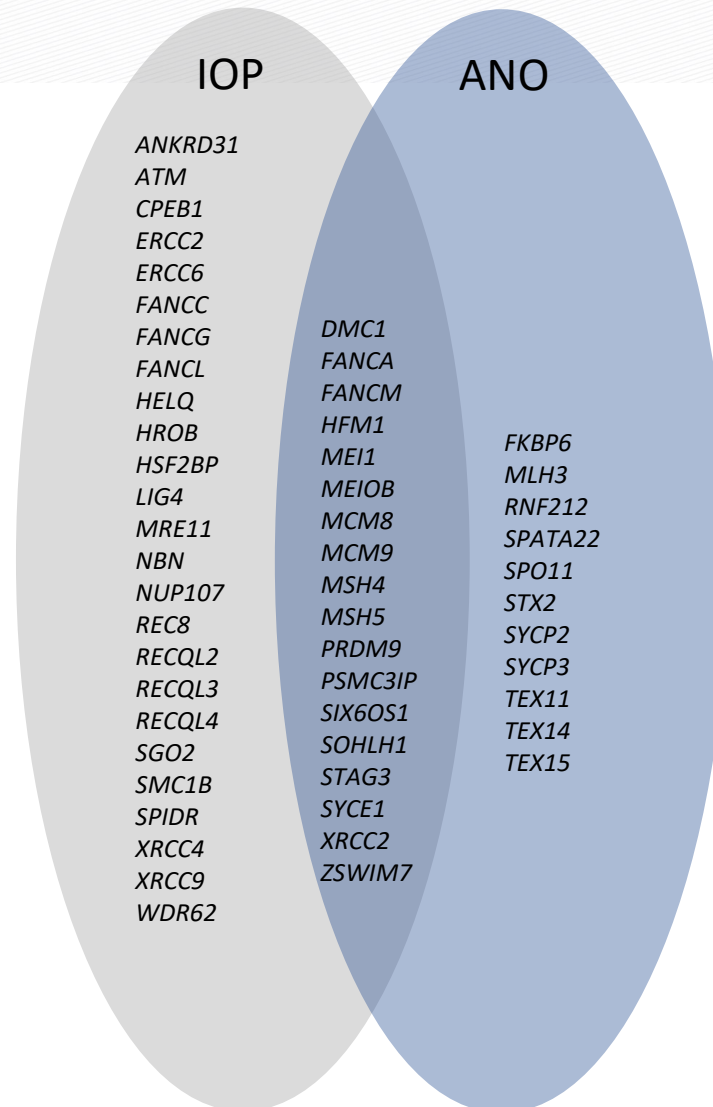 IOP
ANO
ANKRD31
ATM
CPEB1
ERCC2
ERCC6
FANCC
FANCG
FANCL
HELQ
HROB
HSF2BP
LIG4
MRE11
NBN
NUP107
REC8
RECQL2
RECQL3
RECQL4
SGO2
SMC1B
SPIDR
XRCC4
XRCC9
WDR62
DMC1
FANCA
FANCM
HFM1
MEI1
MEIOB
MCM8
MCM9
MSH4
MSH5
PRDM9
PSMC3IP
SIX6OS1
SOHLH1
STAG3
SYCE1
XRCC2
ZSWIM7
FKBP6
MLH3
RNF212
SPATA22
SPO11
STX2
SYCP2
SYCP3
TEX11
TEX14
TEX15